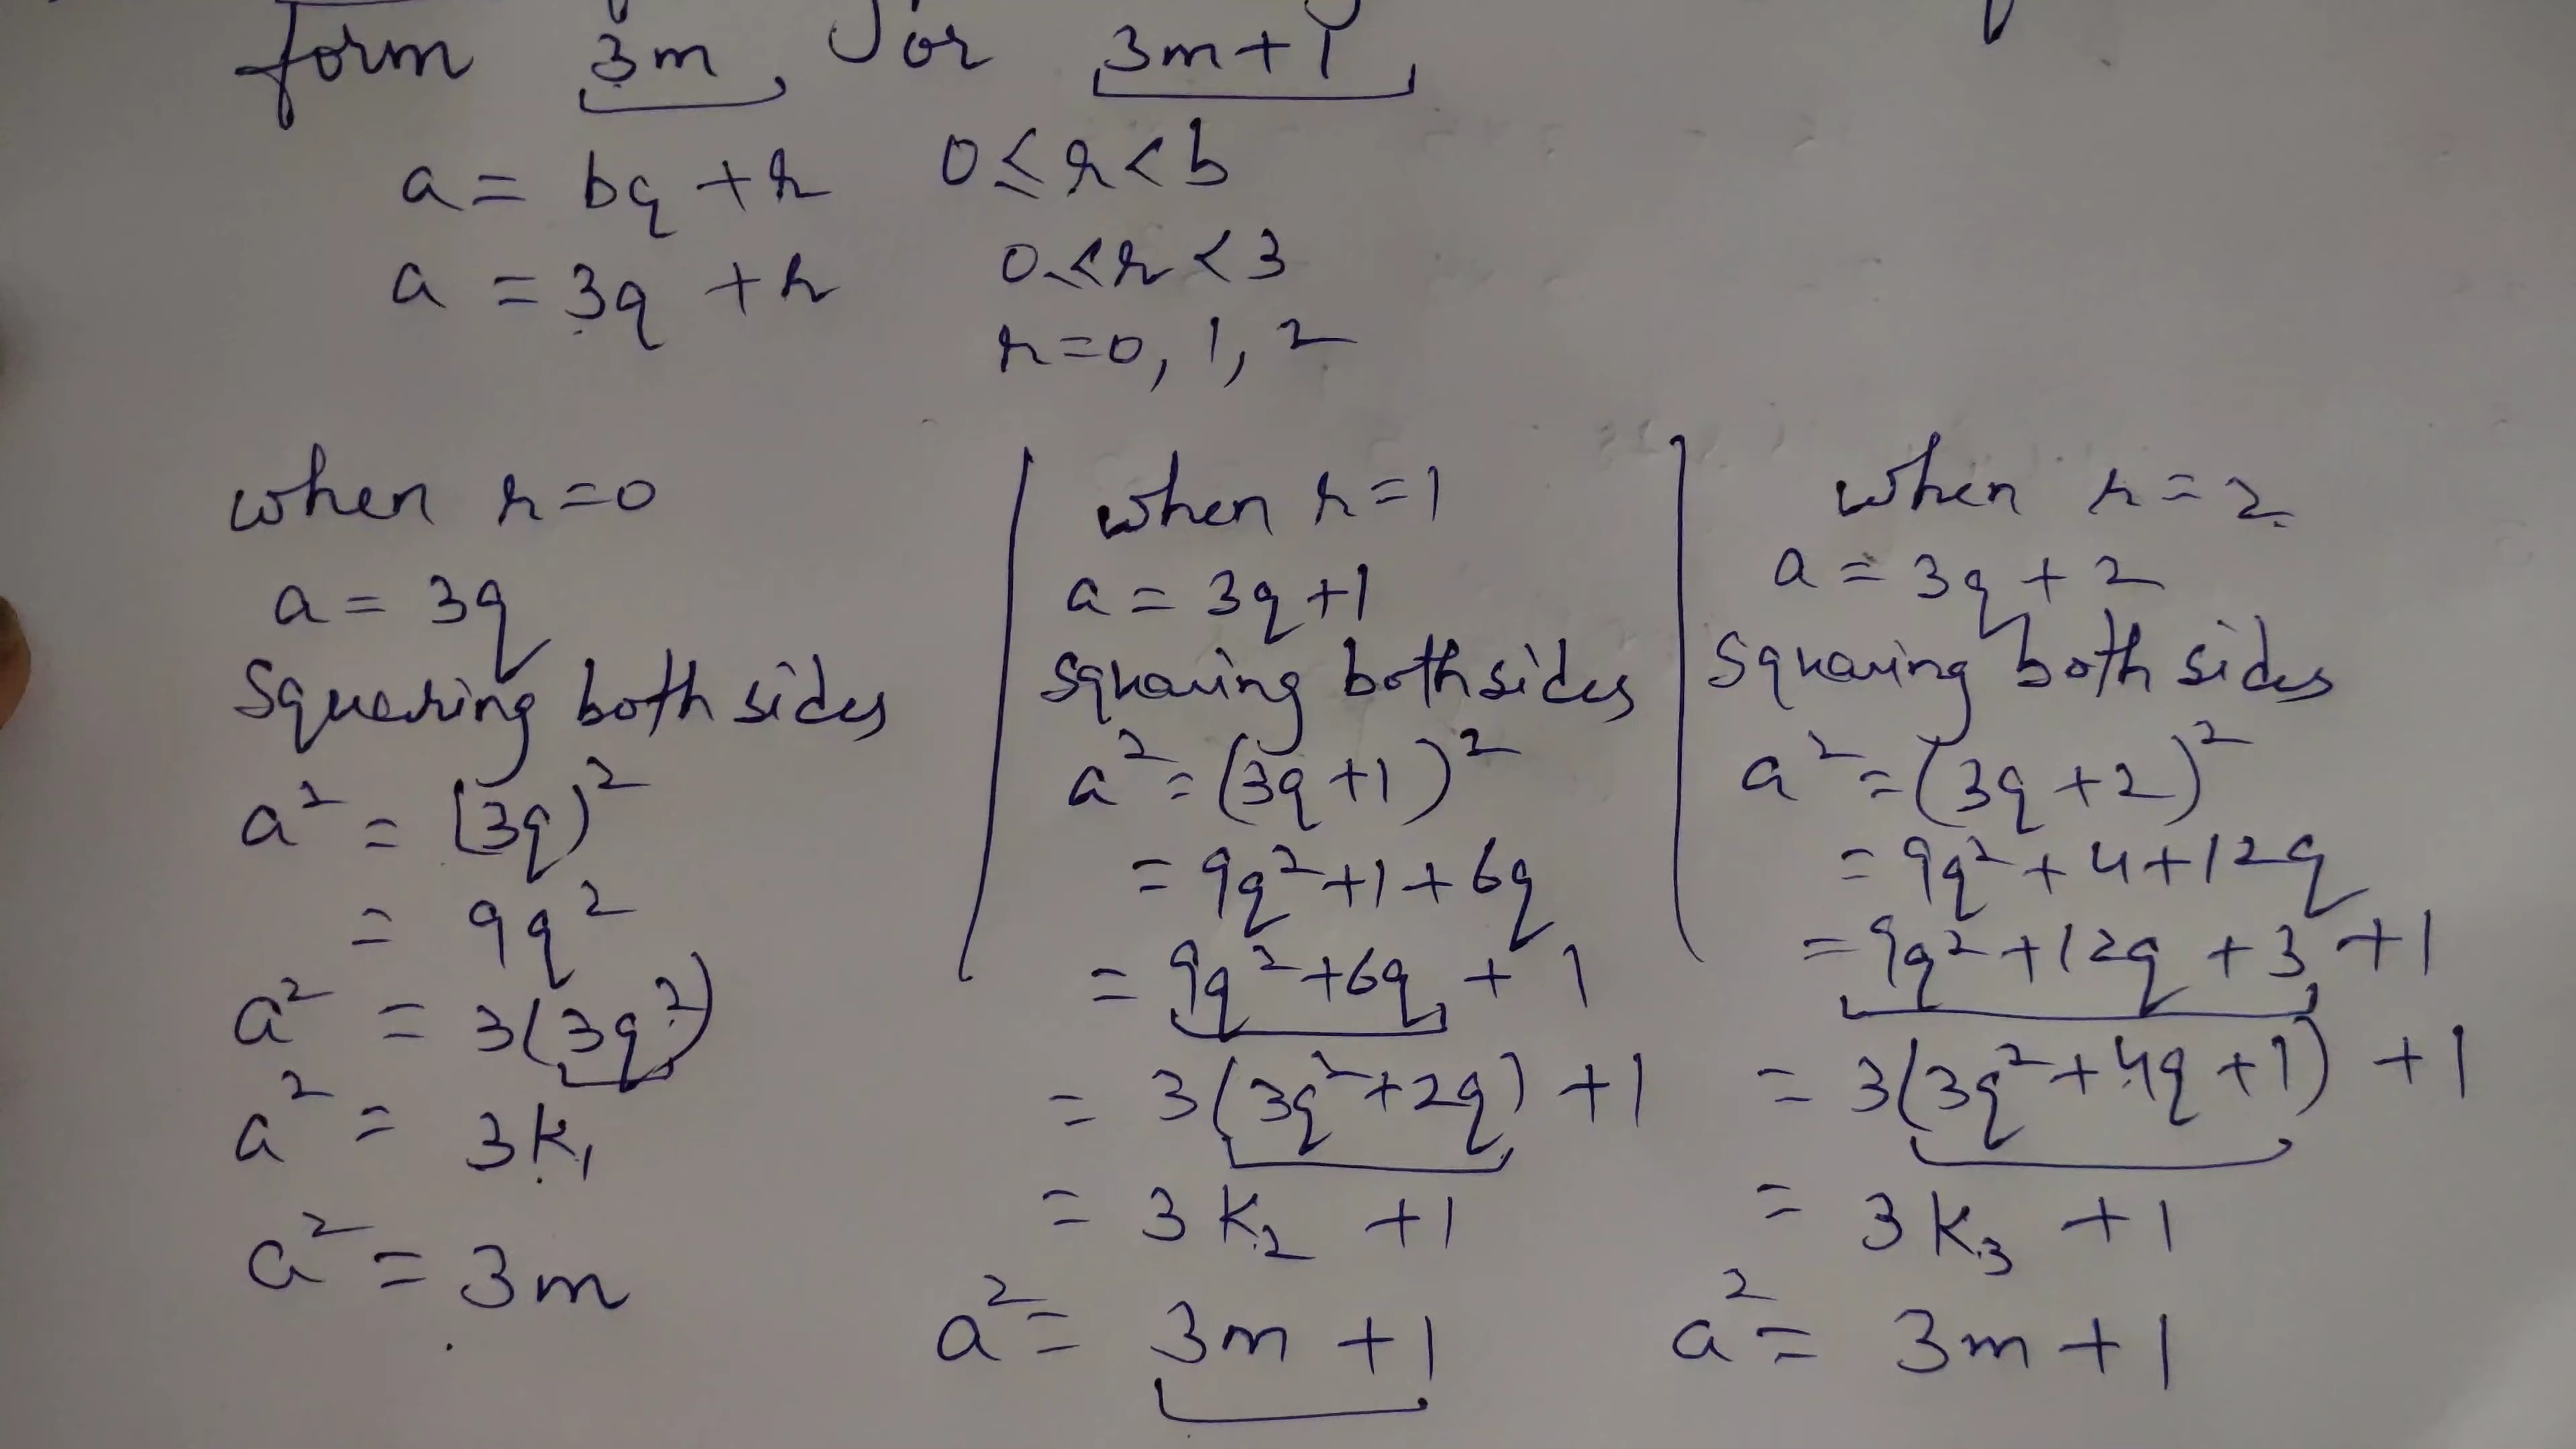 form 3m or 3m+1
a = bq + r 0 ≤ r < b
a = 3q + r 0 ≤ r < 3
r = 0, 1, 2
when r = 0
a = 3q
Squaring both sides
a² = (3q)²
= 9q²
a² = 3(3q²)
a² = 3k₁
a² = 3m
when r = 1
a = 3q + 1
Squaring both sides
a² = (3q + 1)²
= 9q² + 1 + 6q
= 9q² + 6q + 1
= 3(3q² + 2q) + 1
= 3k₂ + 1
a² = 3m + 1
when r = 2
a = 3q + 2
Squaring both sides
a² = (3q + 2)²
= 9q² + 4 + 12q
= 9q² + 12q + 3 + 1
= 3(3q² + 4q + 1) + 1
= 3k₃ + 1
a² = 3m + 1